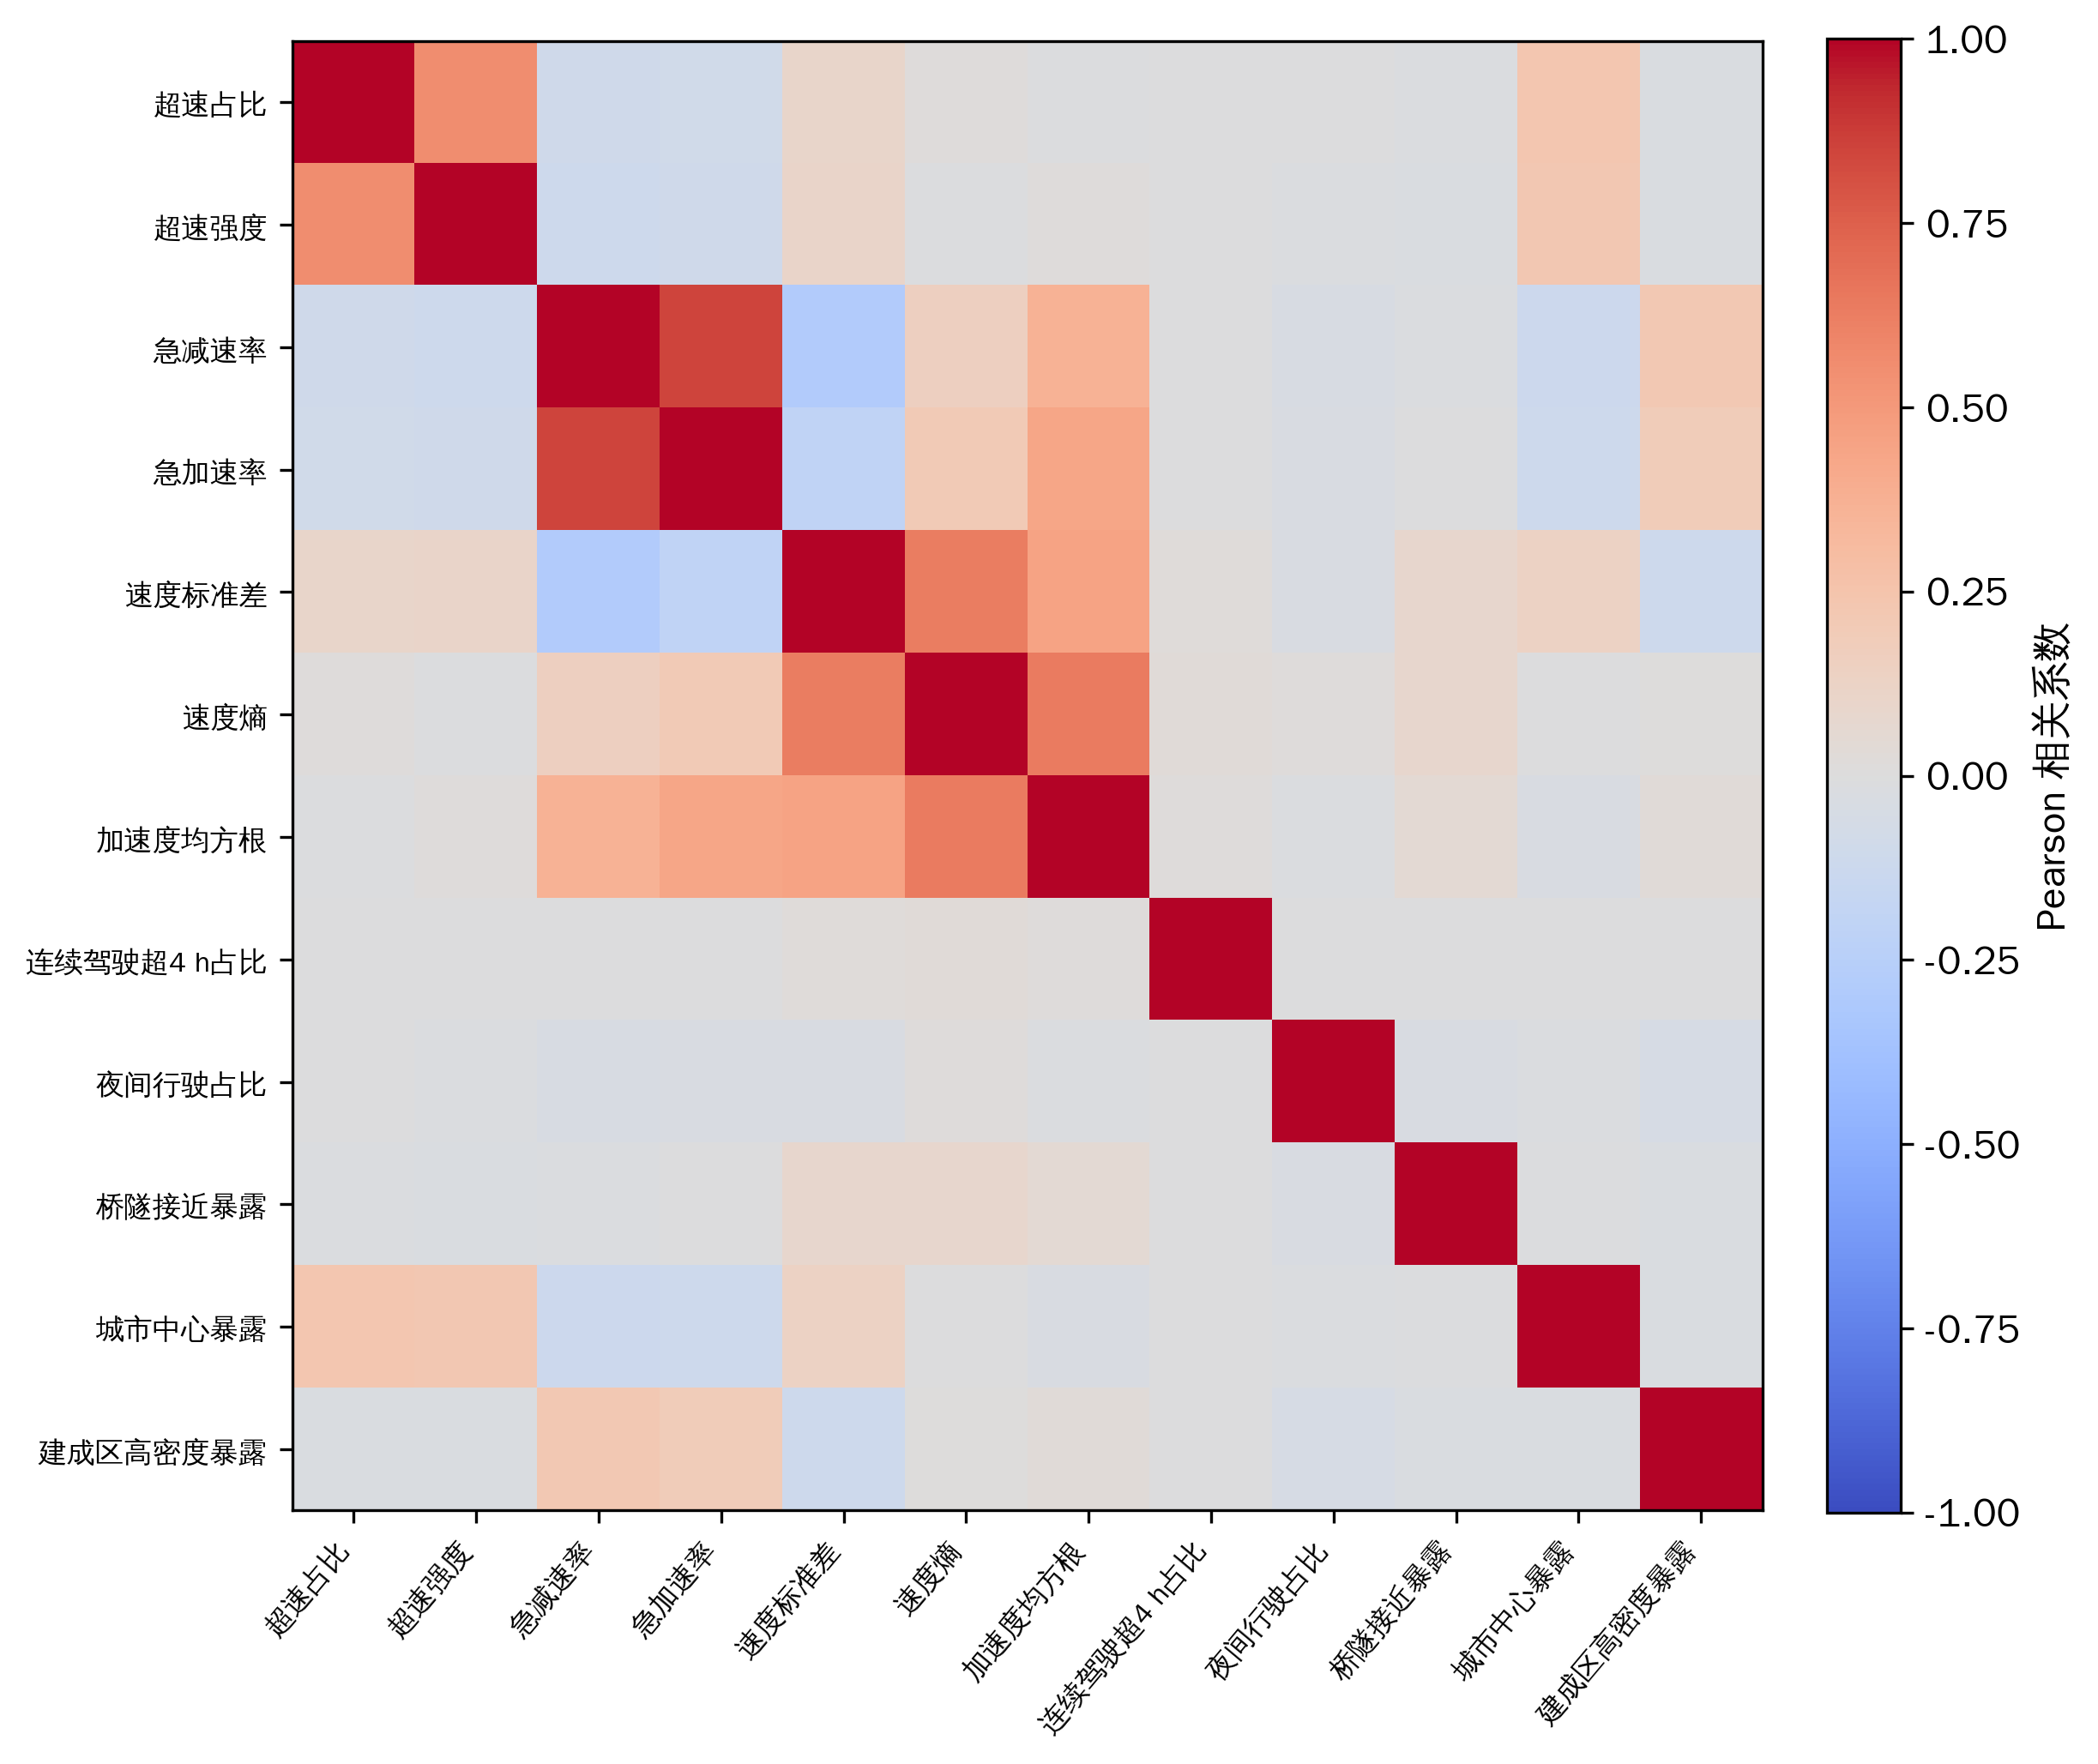 超速占比
超速强度
急减速率
急加速率
速度标准差
速度熵
加速度均方根
连续驾驶超4 h占比
夜间行驶占比
桥隧接近暴露
城市中心暴露
建成区高密度暴露
超速占比
超速强度
急减速率
急加速率
速度标准差
速度熵
加速度均方根
连续驾驶超4 h占比
夜间行驶占比
桥隧接近暴露
城市中心暴露
建成区高密度暴露
1.00
0.75
0.50
0.25
0.00
-0.25
-0.50
-0.75
-1.00
Pearson 相关系数